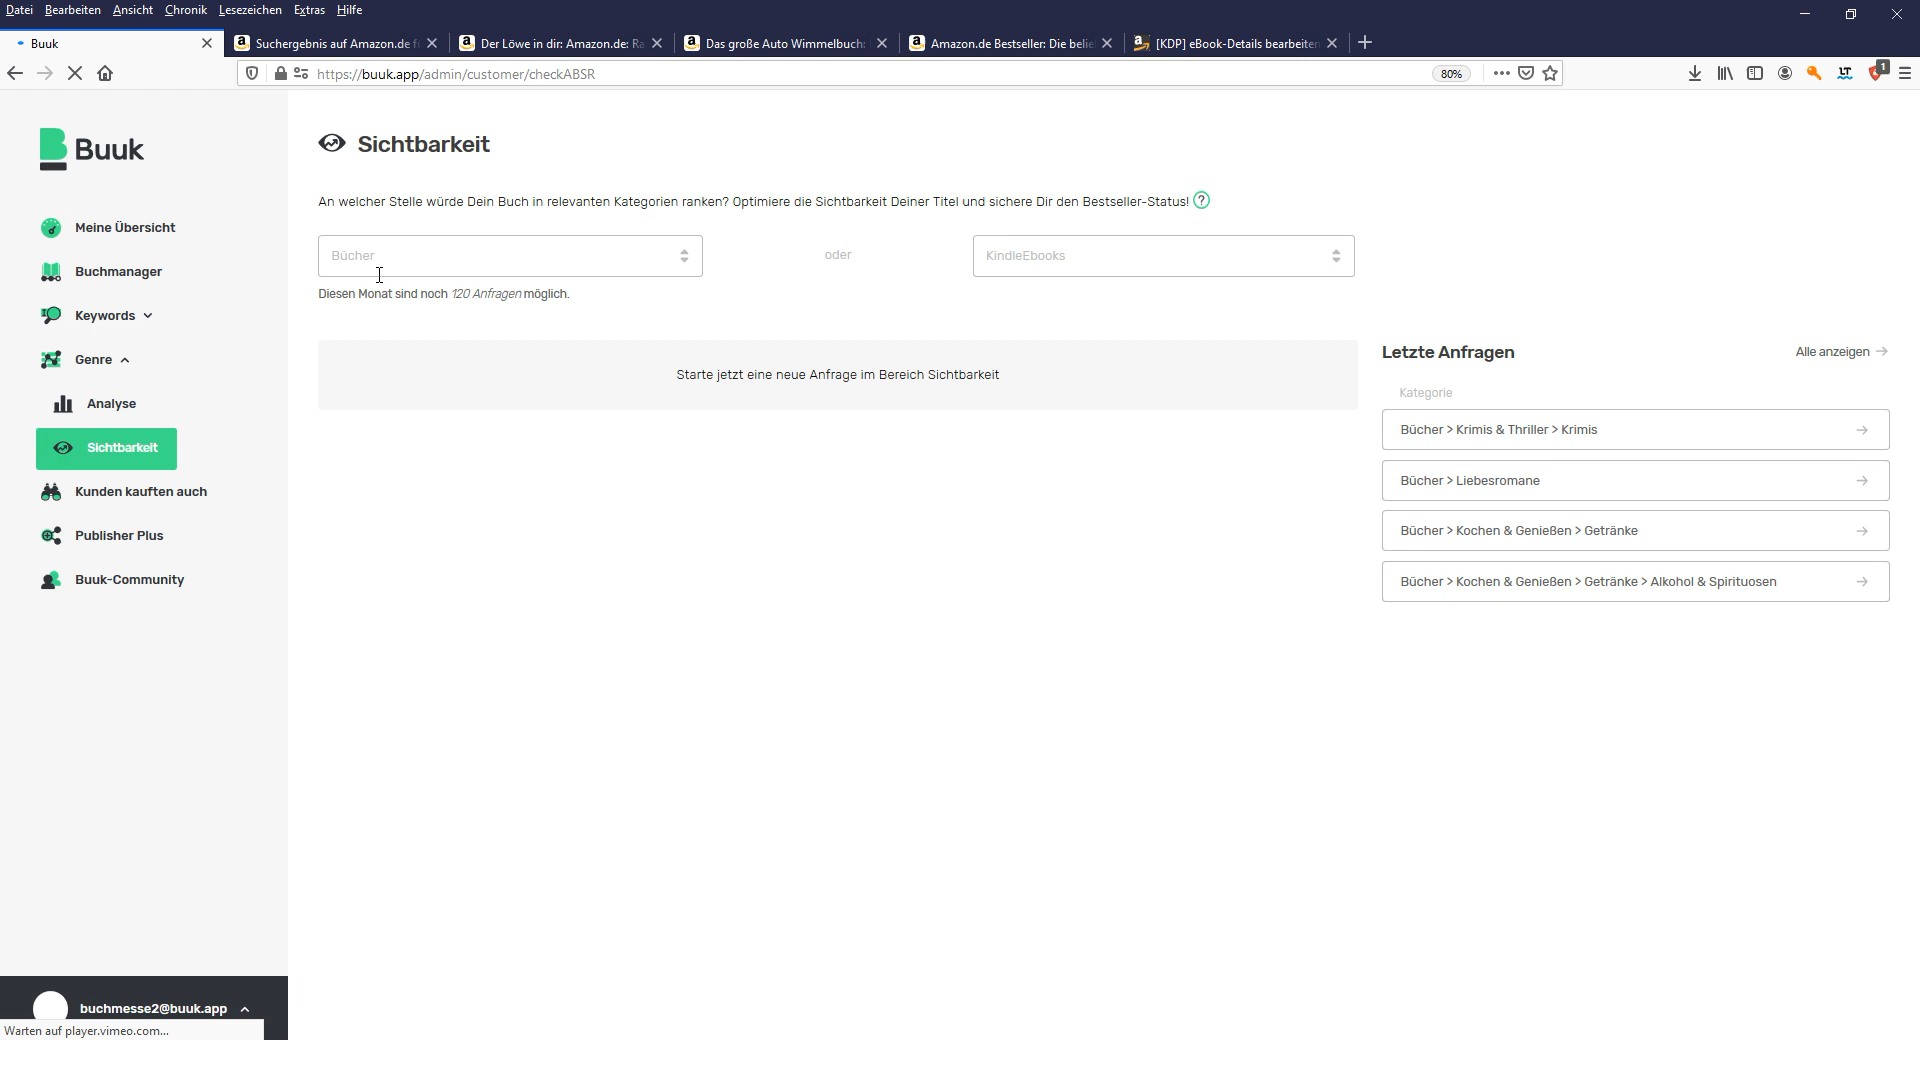 Datei Bearbeiten Ansicht Chronik Lesezeichen Extras Hilfe
Buuk
Suchergebnis auf Amazon.de f
Der Löwe in dir: Amazon.de: Ra
Das große Auto Wimmelbuch:
Amazon.de Bestseller: Die belie
[KDP] eBook-Details bearbeiten
https://buuk.app/admin/customer/checkABSR
80%
LT
1
Buuk
Meine Übersicht
Buchmanager
Keywords
Genre
Analyse
Sichtbarkeit
Kunden kauften auch
Publisher Plus
Buuk-Community
buchmesse2@buuk.app
Warten auf player.vimeo.com...
Sichtbarkeit
An welcher Stelle würde Dein Buch in relevanten Kategorien ranken? Optimiere die Sichtbarkeit Deiner Titel und sichere Dir den Bestseller-Status! ?
Bücher oder KindleEbooks
Diesen Monat sind noch 120 Anfragen möglich.
Starte jetzt eine neue Anfrage im Bereich Sichtbarkeit
Letzte Anfragen Alle anzeigen
Kategorie
Bücher > Krimis & Thriller > Krimis
Bücher > Liebesromane
Bücher > Kochen & Genießen > Getränke
Bücher > Kochen & Genießen > Getränke > Alkohol & Spirituosen